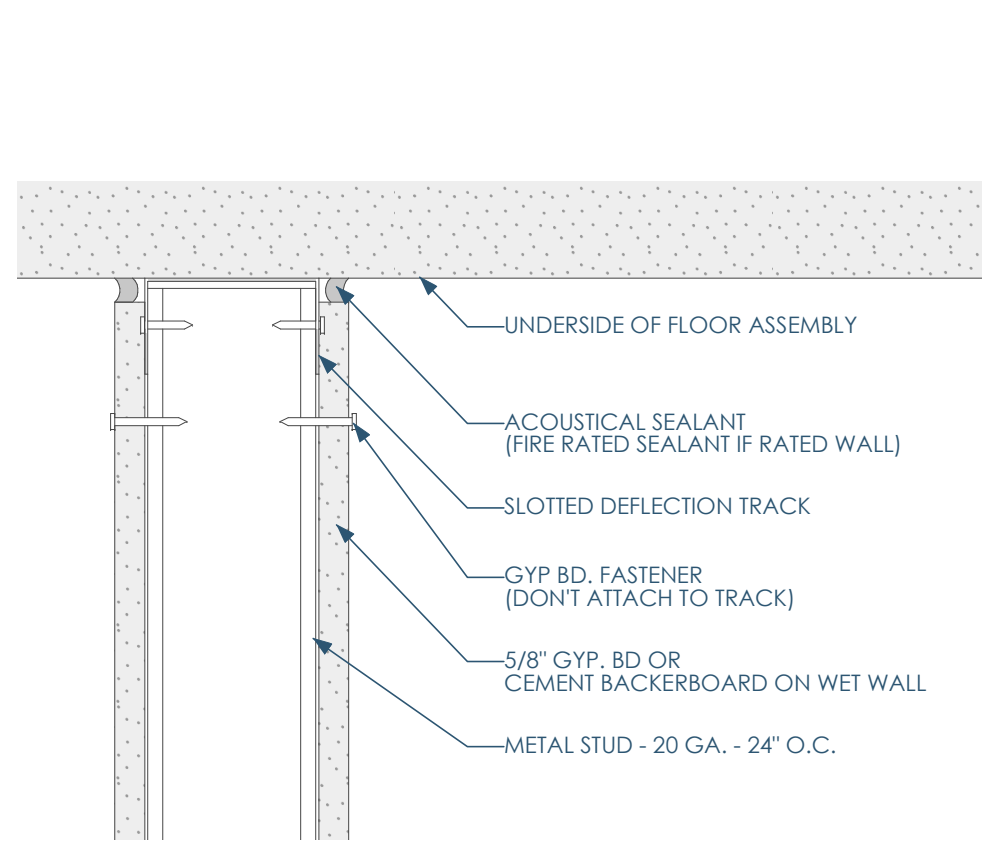 UNDERSIDE OF FLOOR ASSEMBLY
ACOUSTICAL SEALANT
(FIRE RATED SEALANT IF RATED WALL)
SLOTTED DEFLECTION TRACK
GYP BD. FASTENER
(DON'T ATTACH TO TRACK)
5/8" GYP. BD OR
CEMENT BACKERBOARD ON WET WALL
METAL STUD - 20 GA. - 24" O.C.